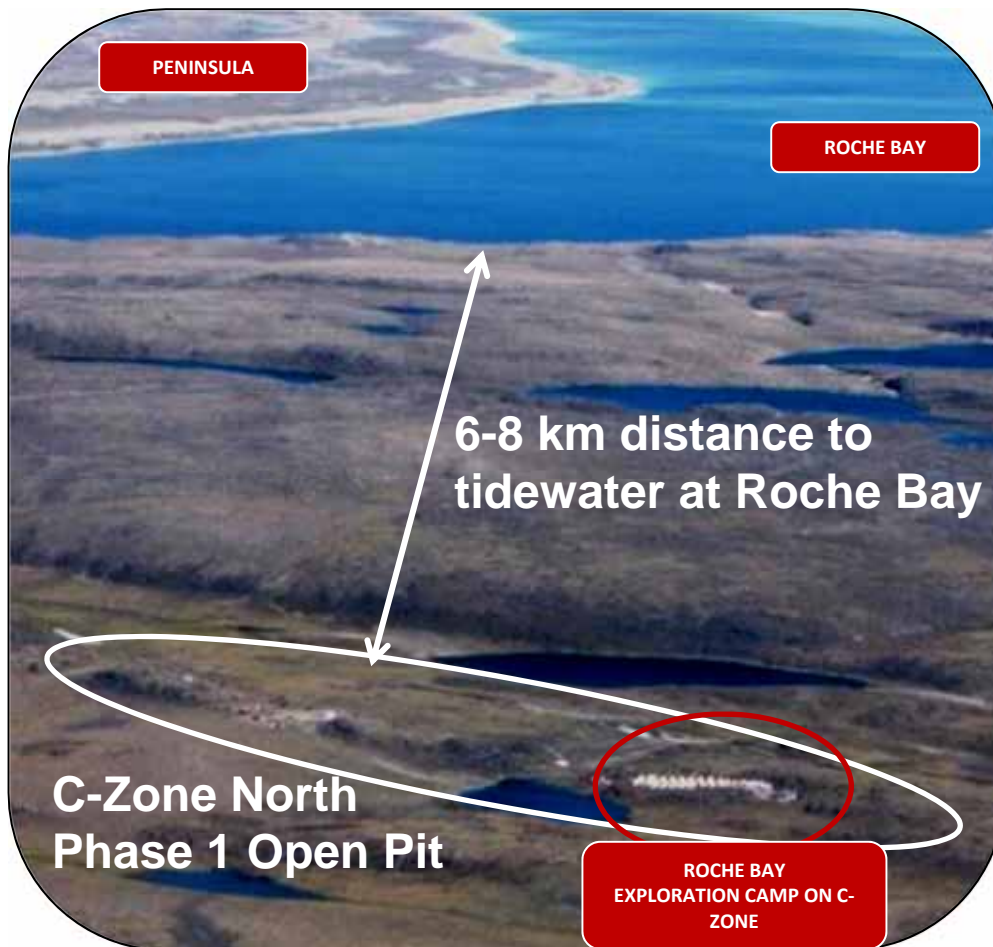 PENINSULA
ROCHE BAY
6-8 km distance to
tidewater at Roche Bay
C-Zone North
Phase 1 Open Pit
ROCHE BAY
EXPLORATION CAMP ON C-
ZONE